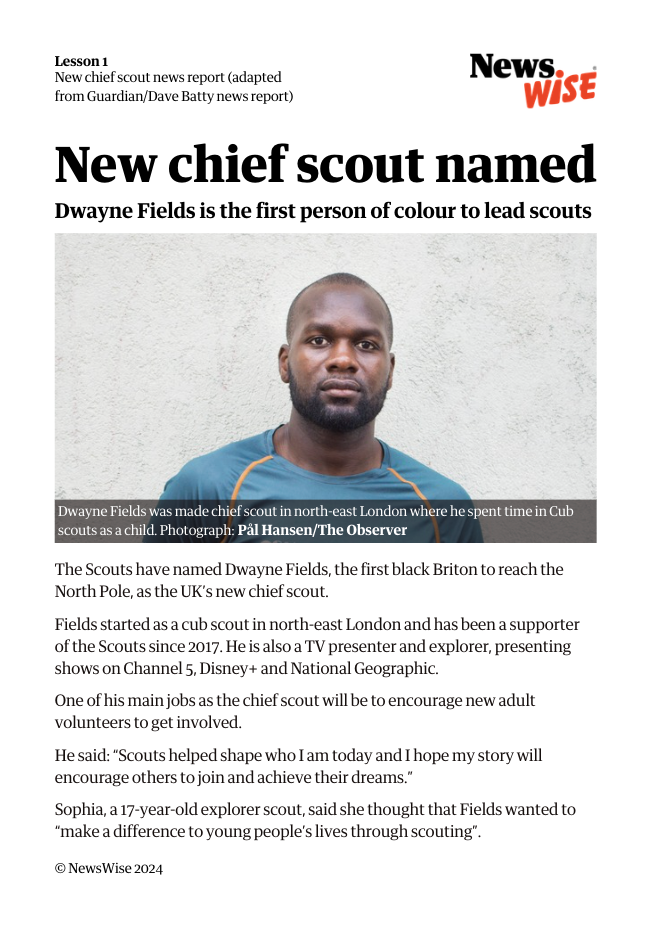 Lesson 1
New chief scout news report (adapted
from Guardian/Dave Batty news report)
News
WISE
New chief scout named
Dwayne Fields is the first person of colour to lead scouts
Dwayne Fields was made chief scout in north-east London where he spent time in Cub
scouts as a child. Photograph: Pål Hansen/The Observer
The Scouts have named Dwayne Fields, the first black Briton to reach the
North Pole, as the UK’s new chief scout.
Fields started as a cub scout in north-east London and has been a supporter
of the Scouts since 2017. He is also a TV presenter and explorer, presenting
shows on Channel 5, Disney+ and National Geographic.
One of his main jobs as the chief scout will be to encourage new adult
volunteers to get involved.
He said: “Scouts helped shape who I am today and I hope my story will
encourage others to join and achieve their dreams.”
Sophia, a 17-year-old explorer scout, said she thought that Fields wanted to
“make a difference to young people’s lives through scouting”.
© NewsWise 2024